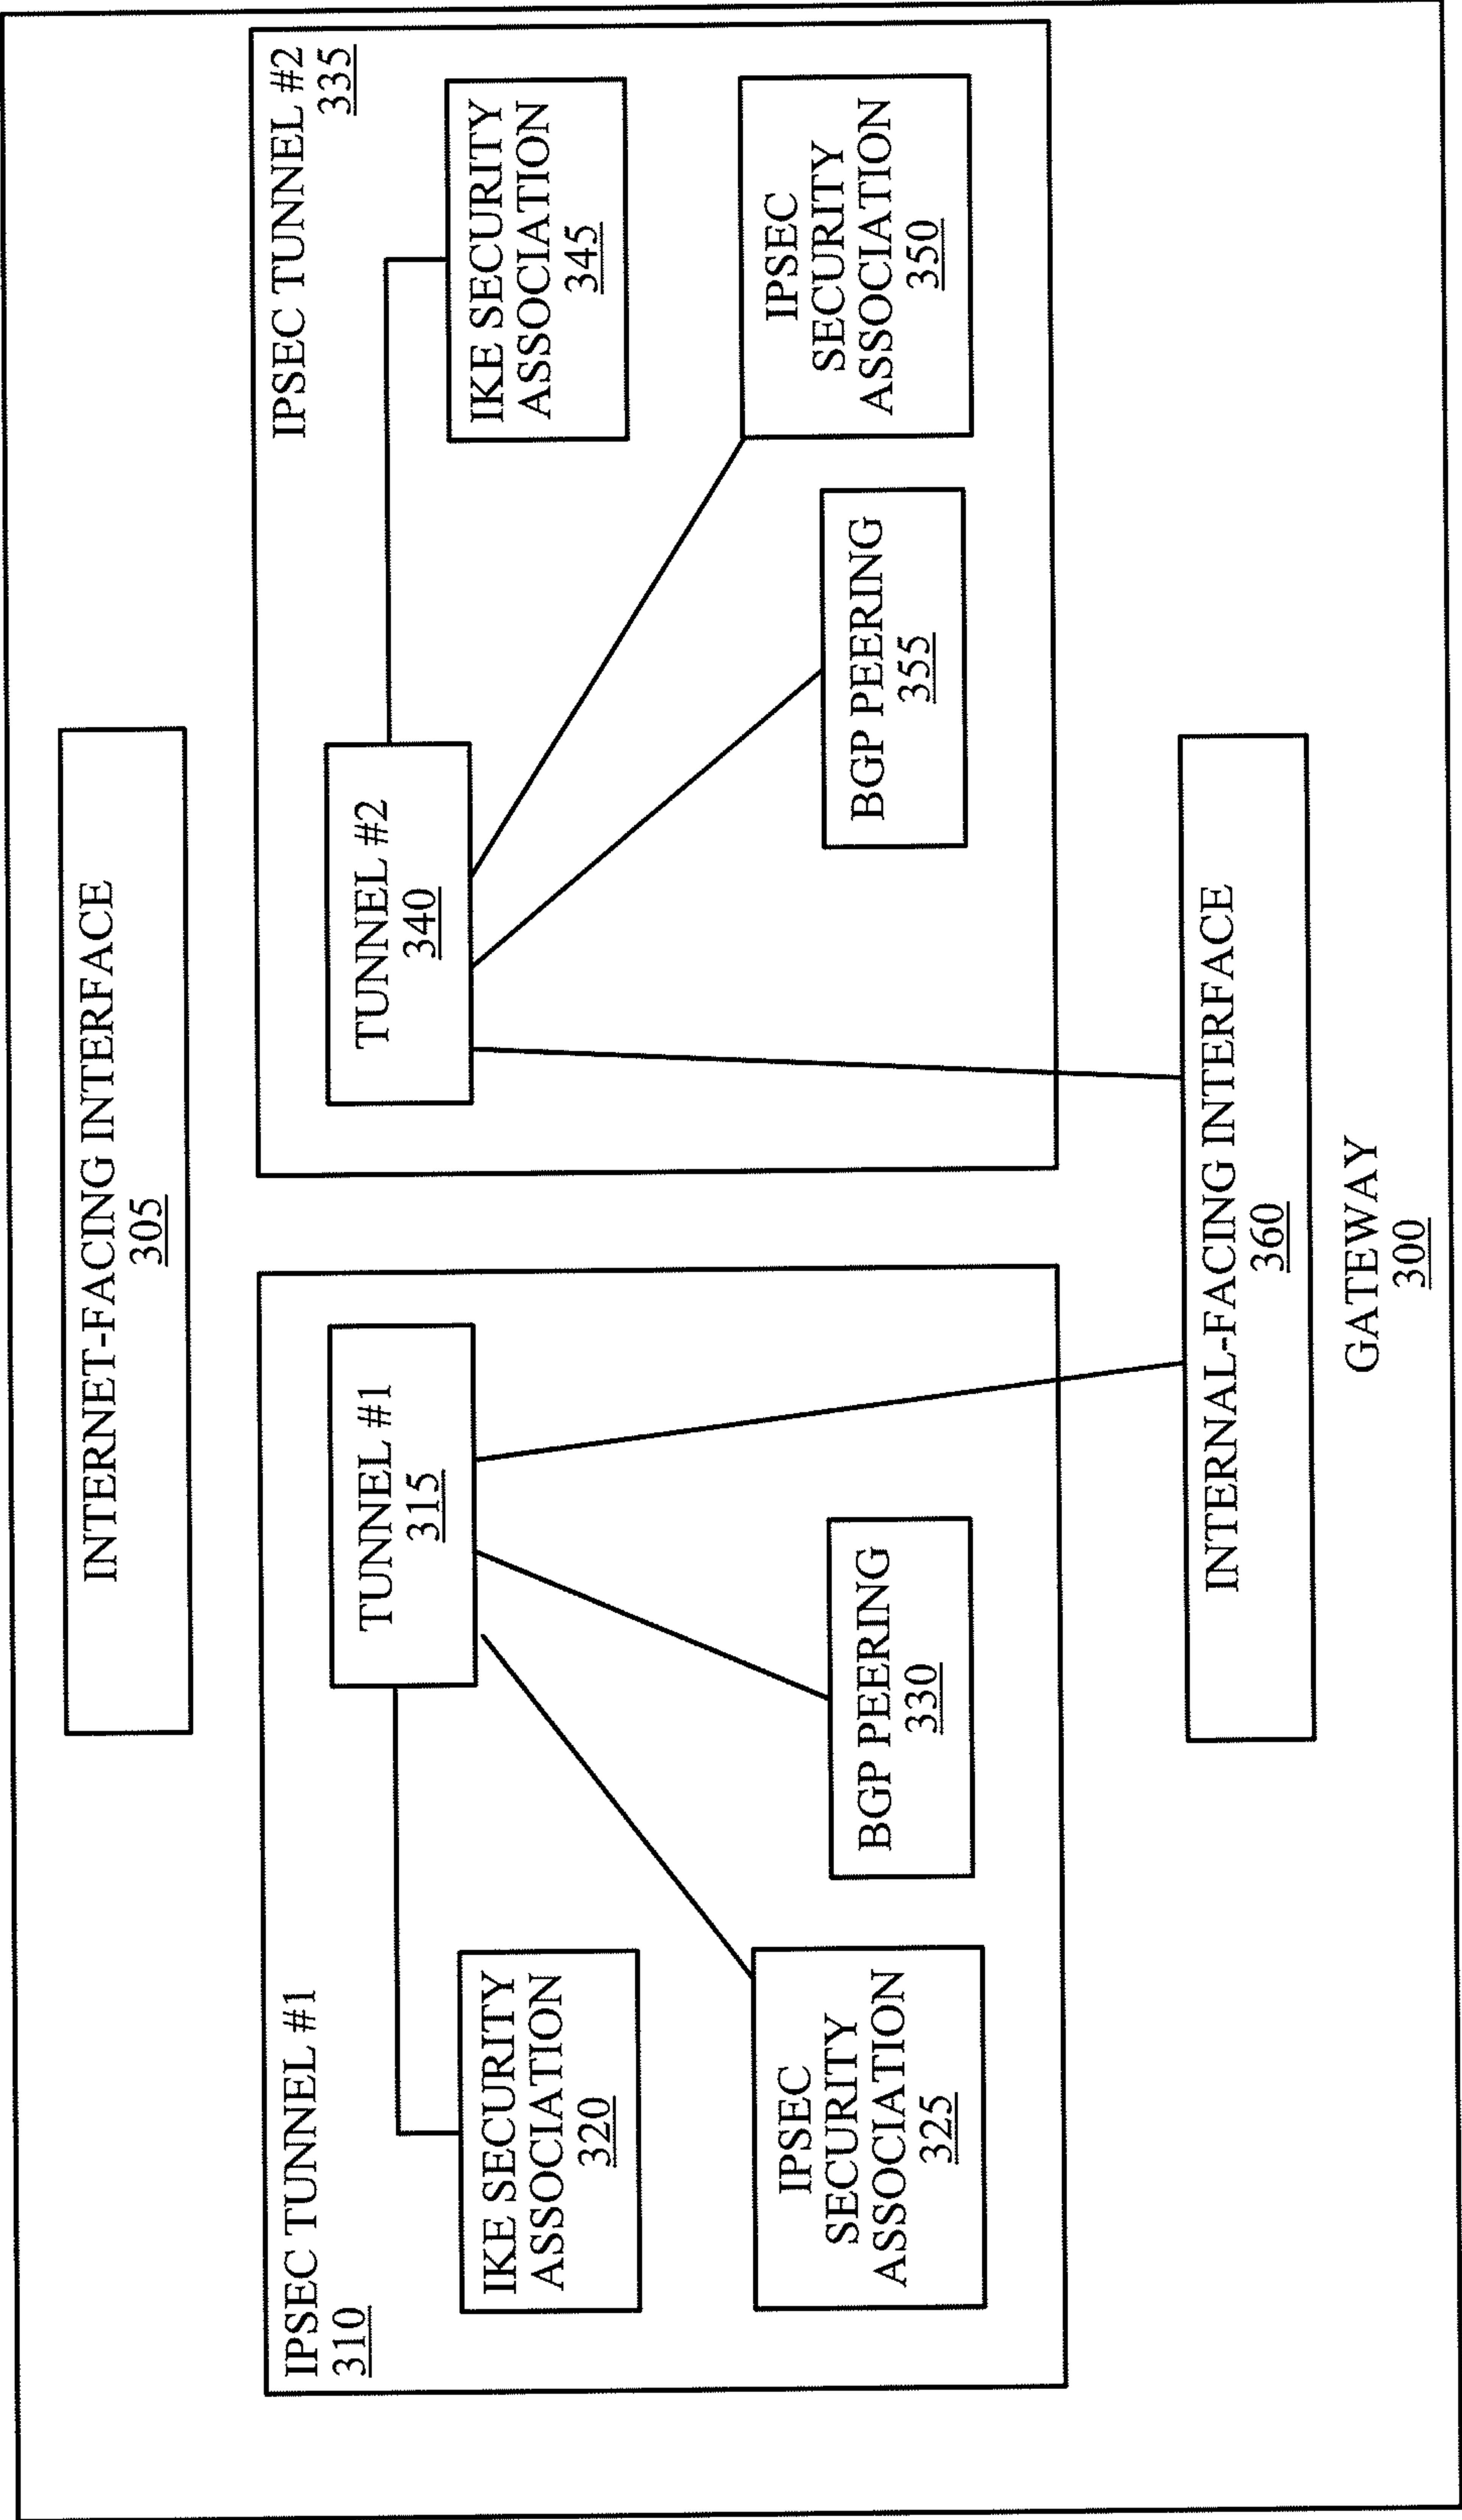 INTERNET-FACING INTERFACE
305
IPSEC TUNNEL #1
310
TUNNEL #1
315
IKE SECURITY
ASSOCIATION
320
IPSEC
SECURITY
ASSOCIATION
325
BGP PEERING
330
IPSEC TUNNEL #2
335
TUNNEL #2
340
IKE SECURITY
ASSOCIATION
345
IPSEC
SECURITY
ASSOCIATION
350
BGP PEERING
355
INTERNAL-FACING INTERFACE
360
GATEWAY
300